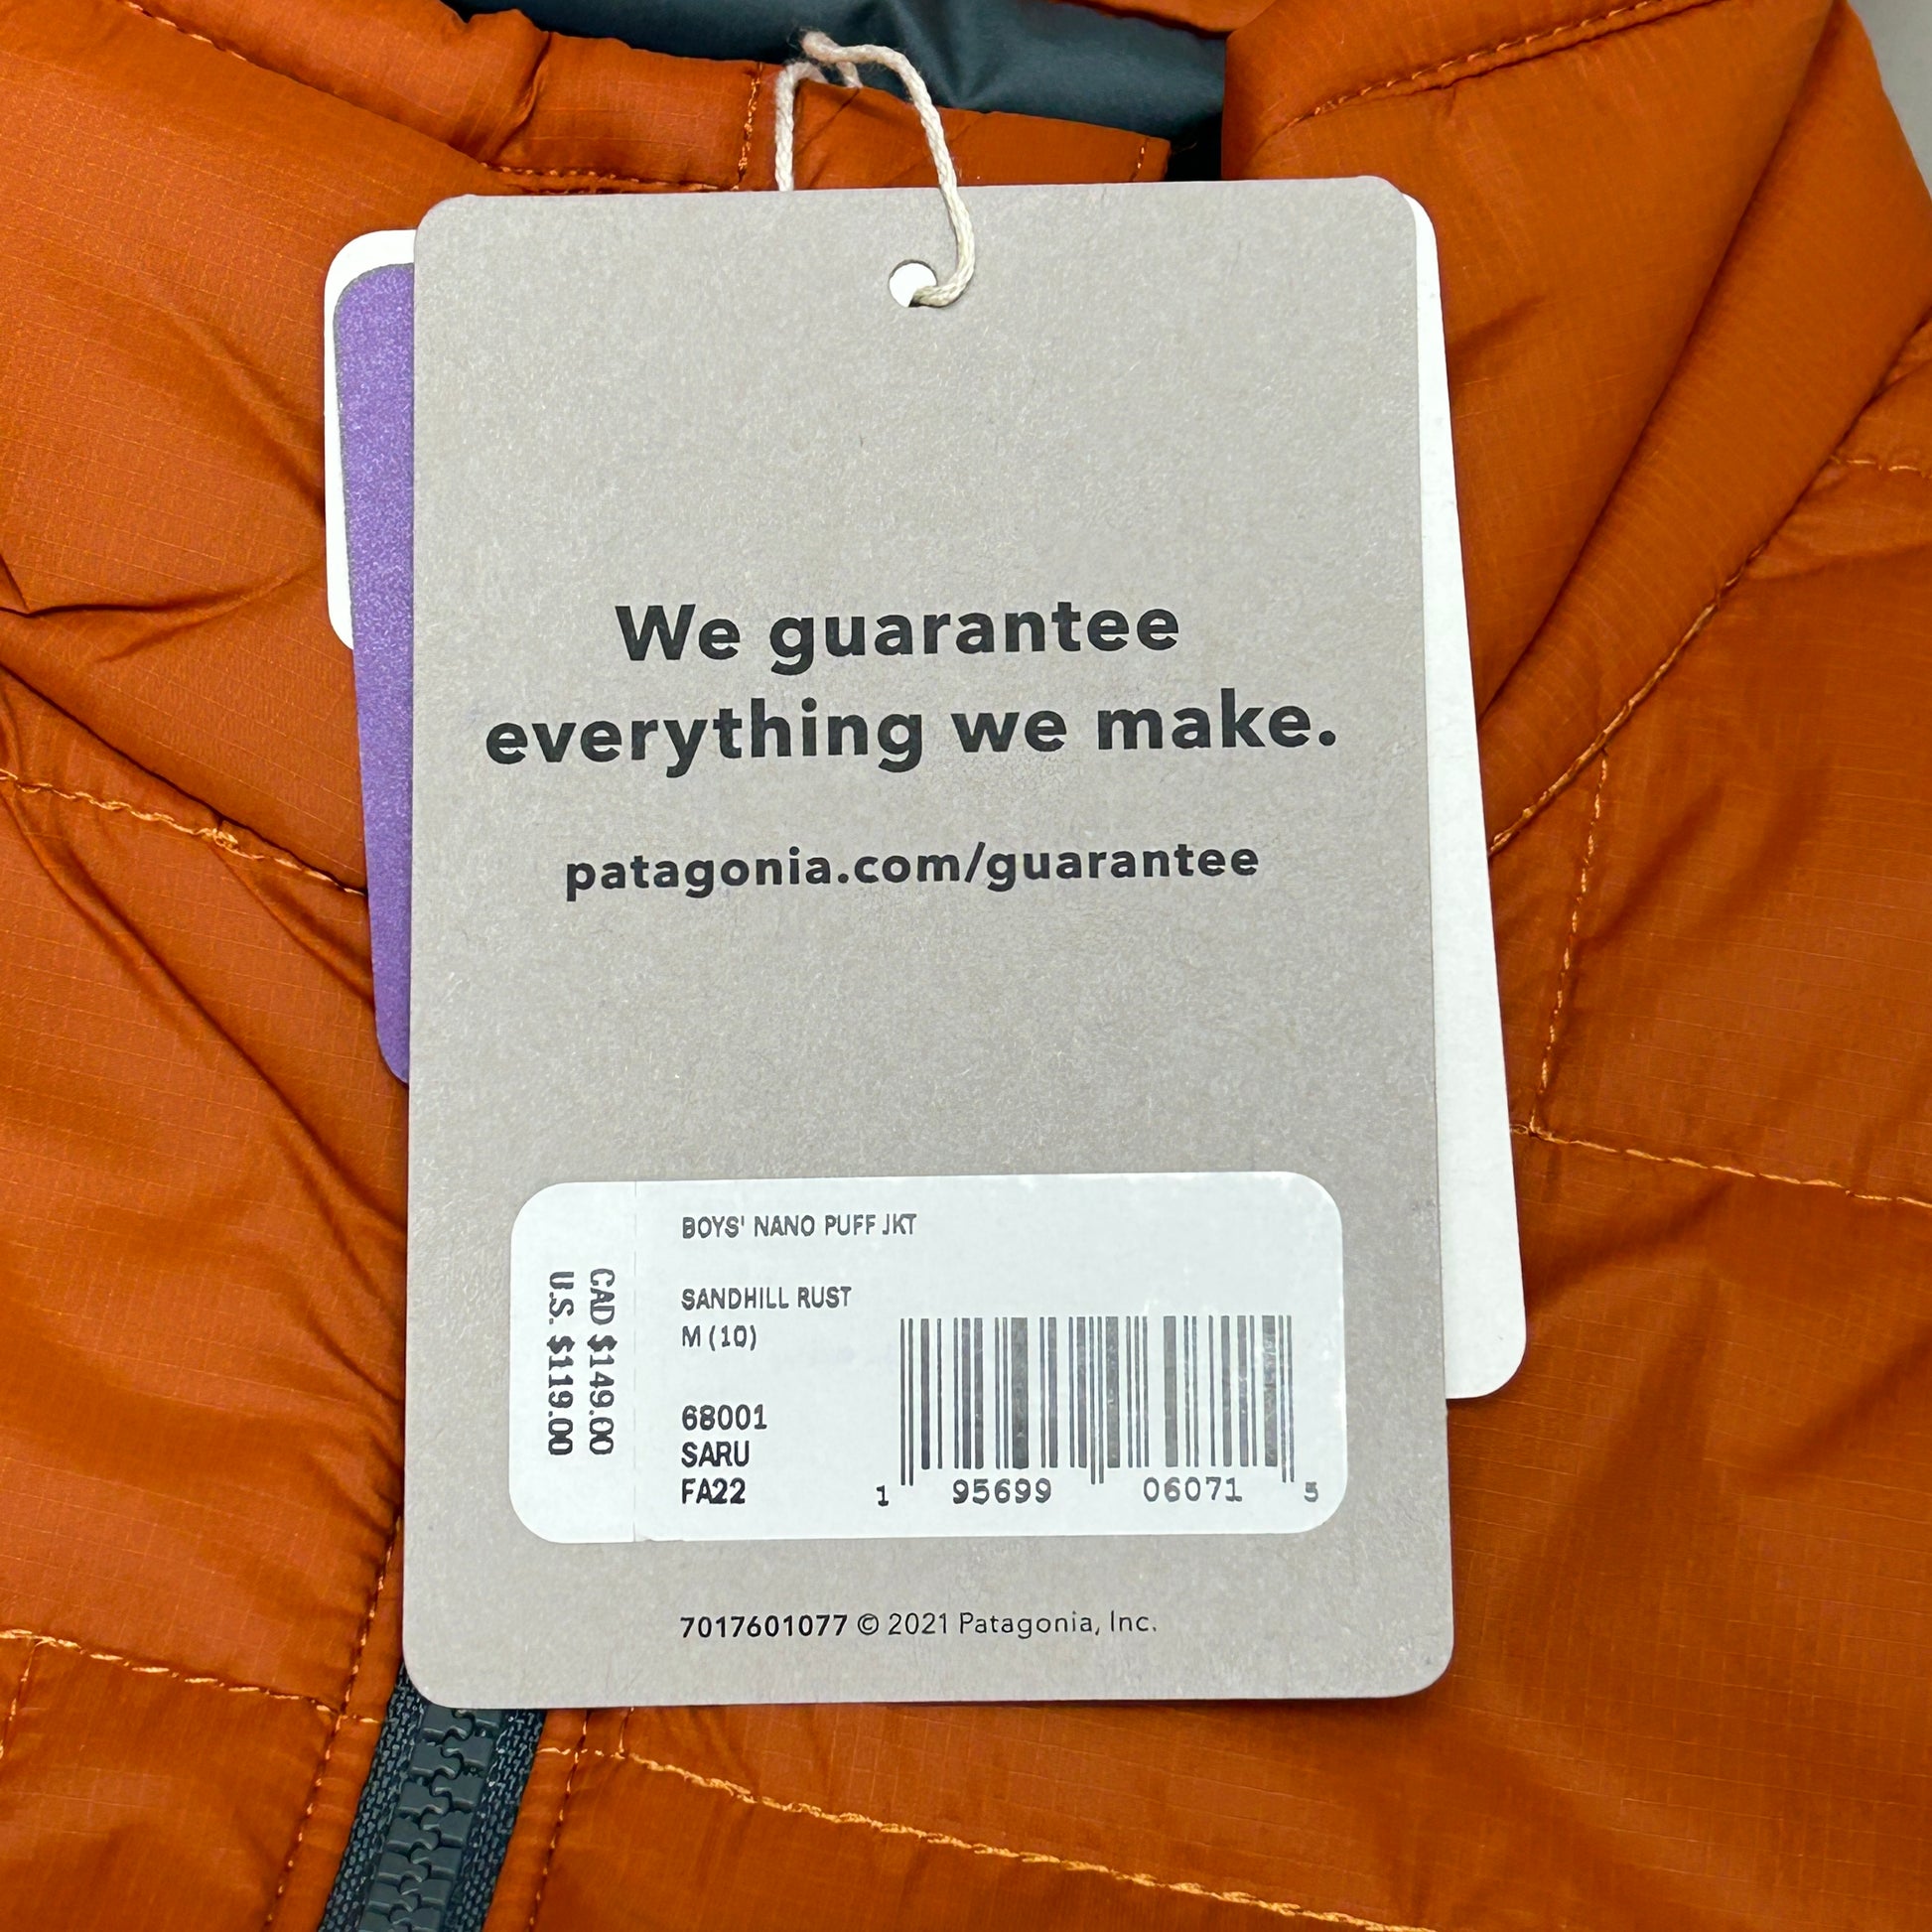 We guarantee
everything we make.
patagonia.com/guarantee
BOYS' NANO PUFF JKT
SANDHILL RUST
M (10)
68001
SARU
FA22
CAD $149.00
U.S. $119.00
1 95699 06071 5
7017601077 © 2021 Patagonia, Inc.